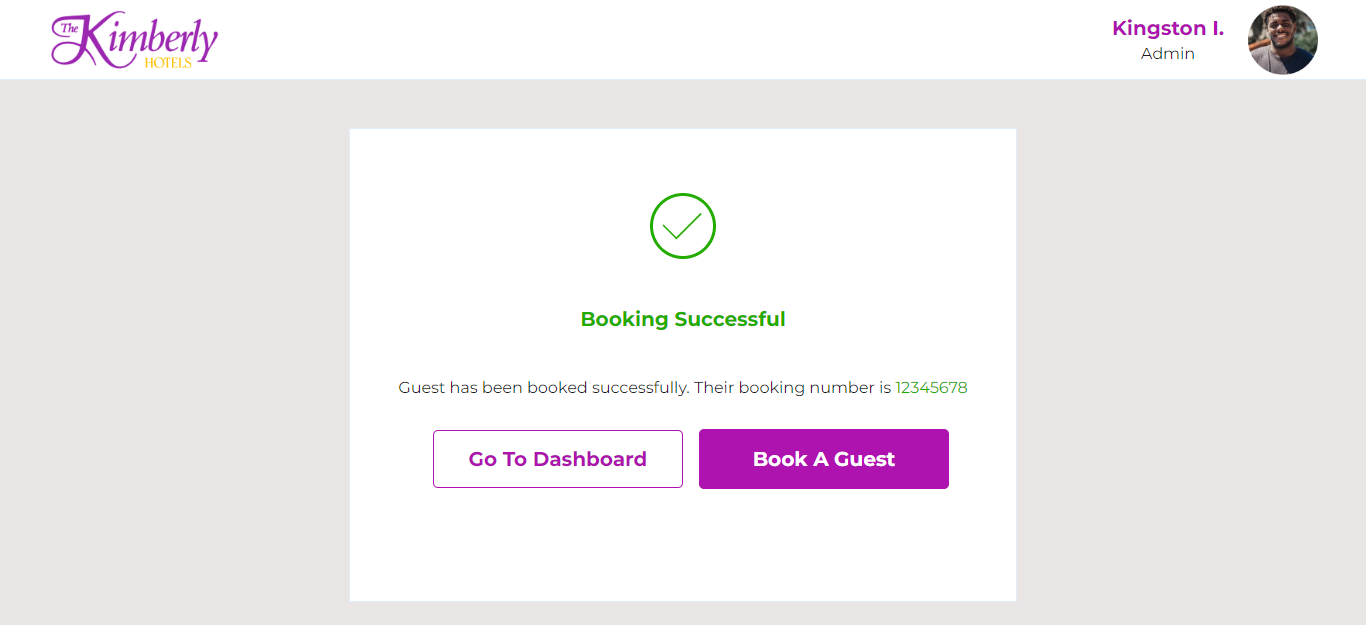 The Kimberly
HOTELS
Kingston I.
Admin
Booking Successful
Guest has been booked successfully. Their booking number is 12345678
Go To Dashboard
Book A Guest